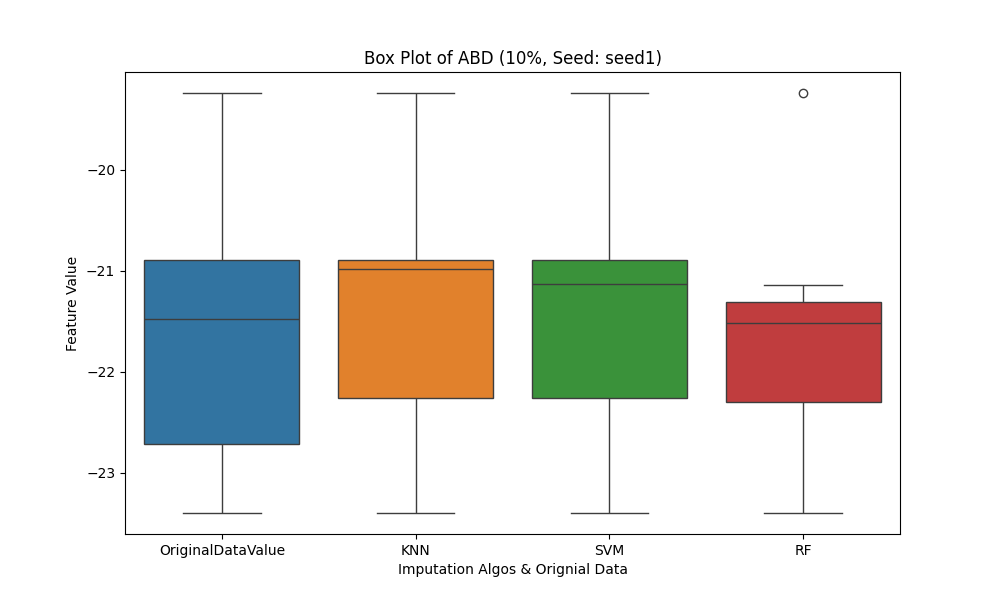 Box Plot of ABD (10%, Seed: seed1)
Feature Value
−20
−21
−22
−23
OriginalDataValue
KNN
SVM
RF
Imputation Algos & Orignial Data